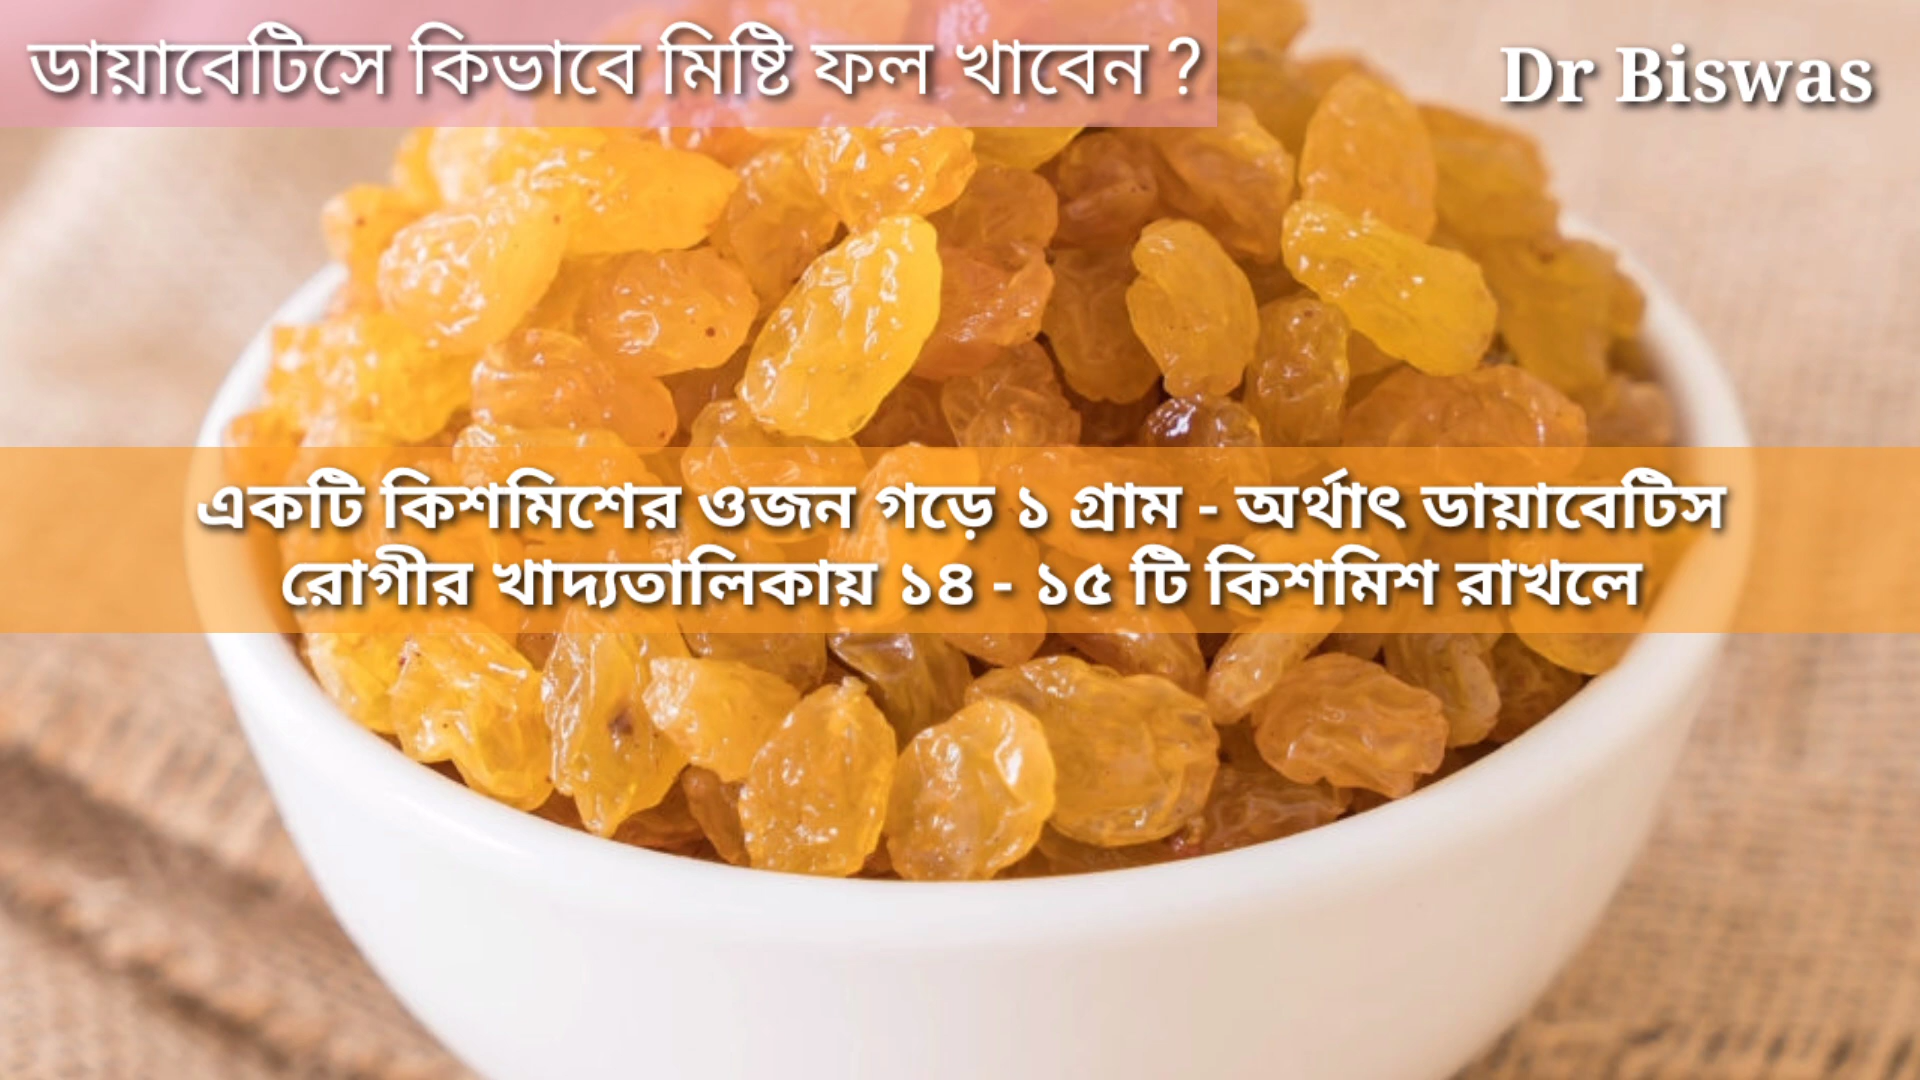 ডায়াবেটিসে কিভাবে মিষ্টি ফল খাবেন ?
Dr Biswas
একটি কিশমিশের ওজন গড়ে ১ গ্রাম - অর্থাৎ ডায়াবেটিস
রোগীর খাদ্যতালিকায় ১৪ - ১৫ টি কিশমিশ রাখলে